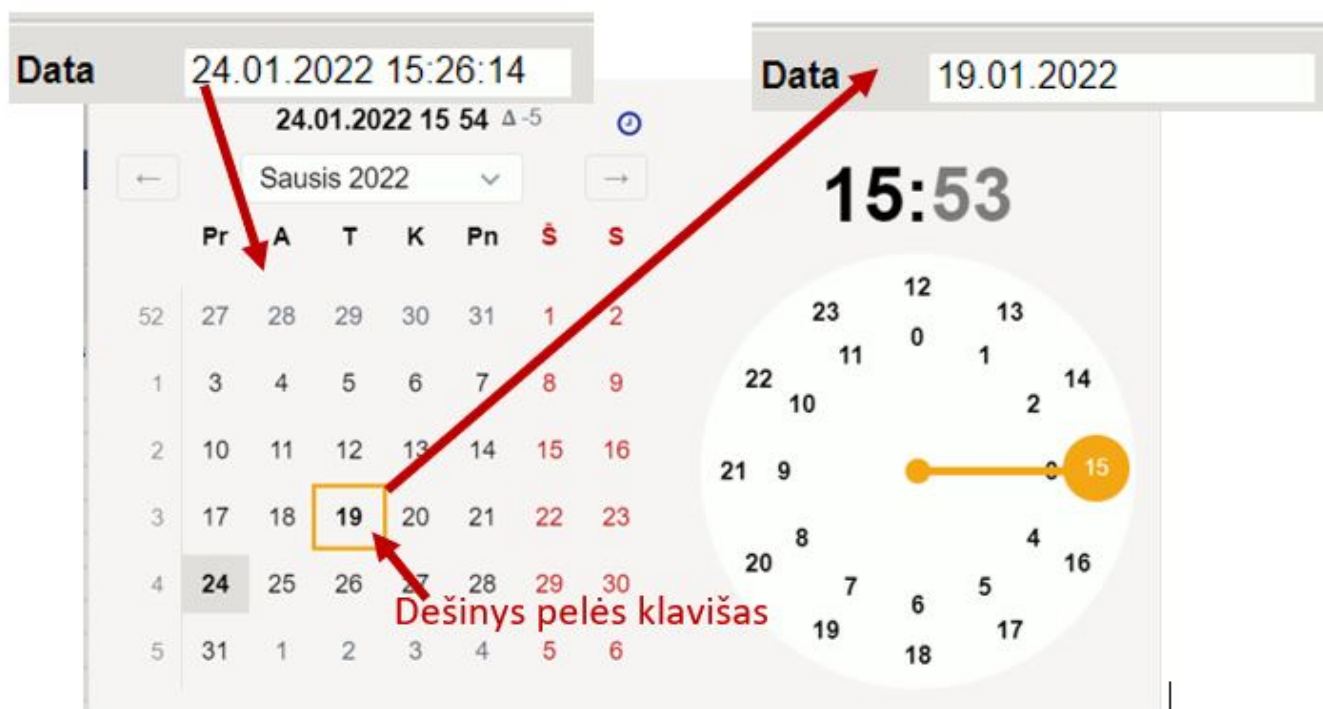 Data 24.01.2022 15:26:14
Data 19.01.2022
24.01.2022 15 54 Δ -5
← Sausis 2022 →
Pr A T K Pn Š S
52 27 28 29 30 31 1 2
1 3 4 5 6 7 8 9
2 10 11 12 13 14 15 16
3 17 18 19 20 21 22 23
4 24 25 26 27 28 29 30
5 31 1 2 3 4 5 6
Dešinys pelės klavišas
15:53
12
23 13
0
11 1
22 14
10 2
21 9 15
8 4
20 16
7 5
6
19 17
18